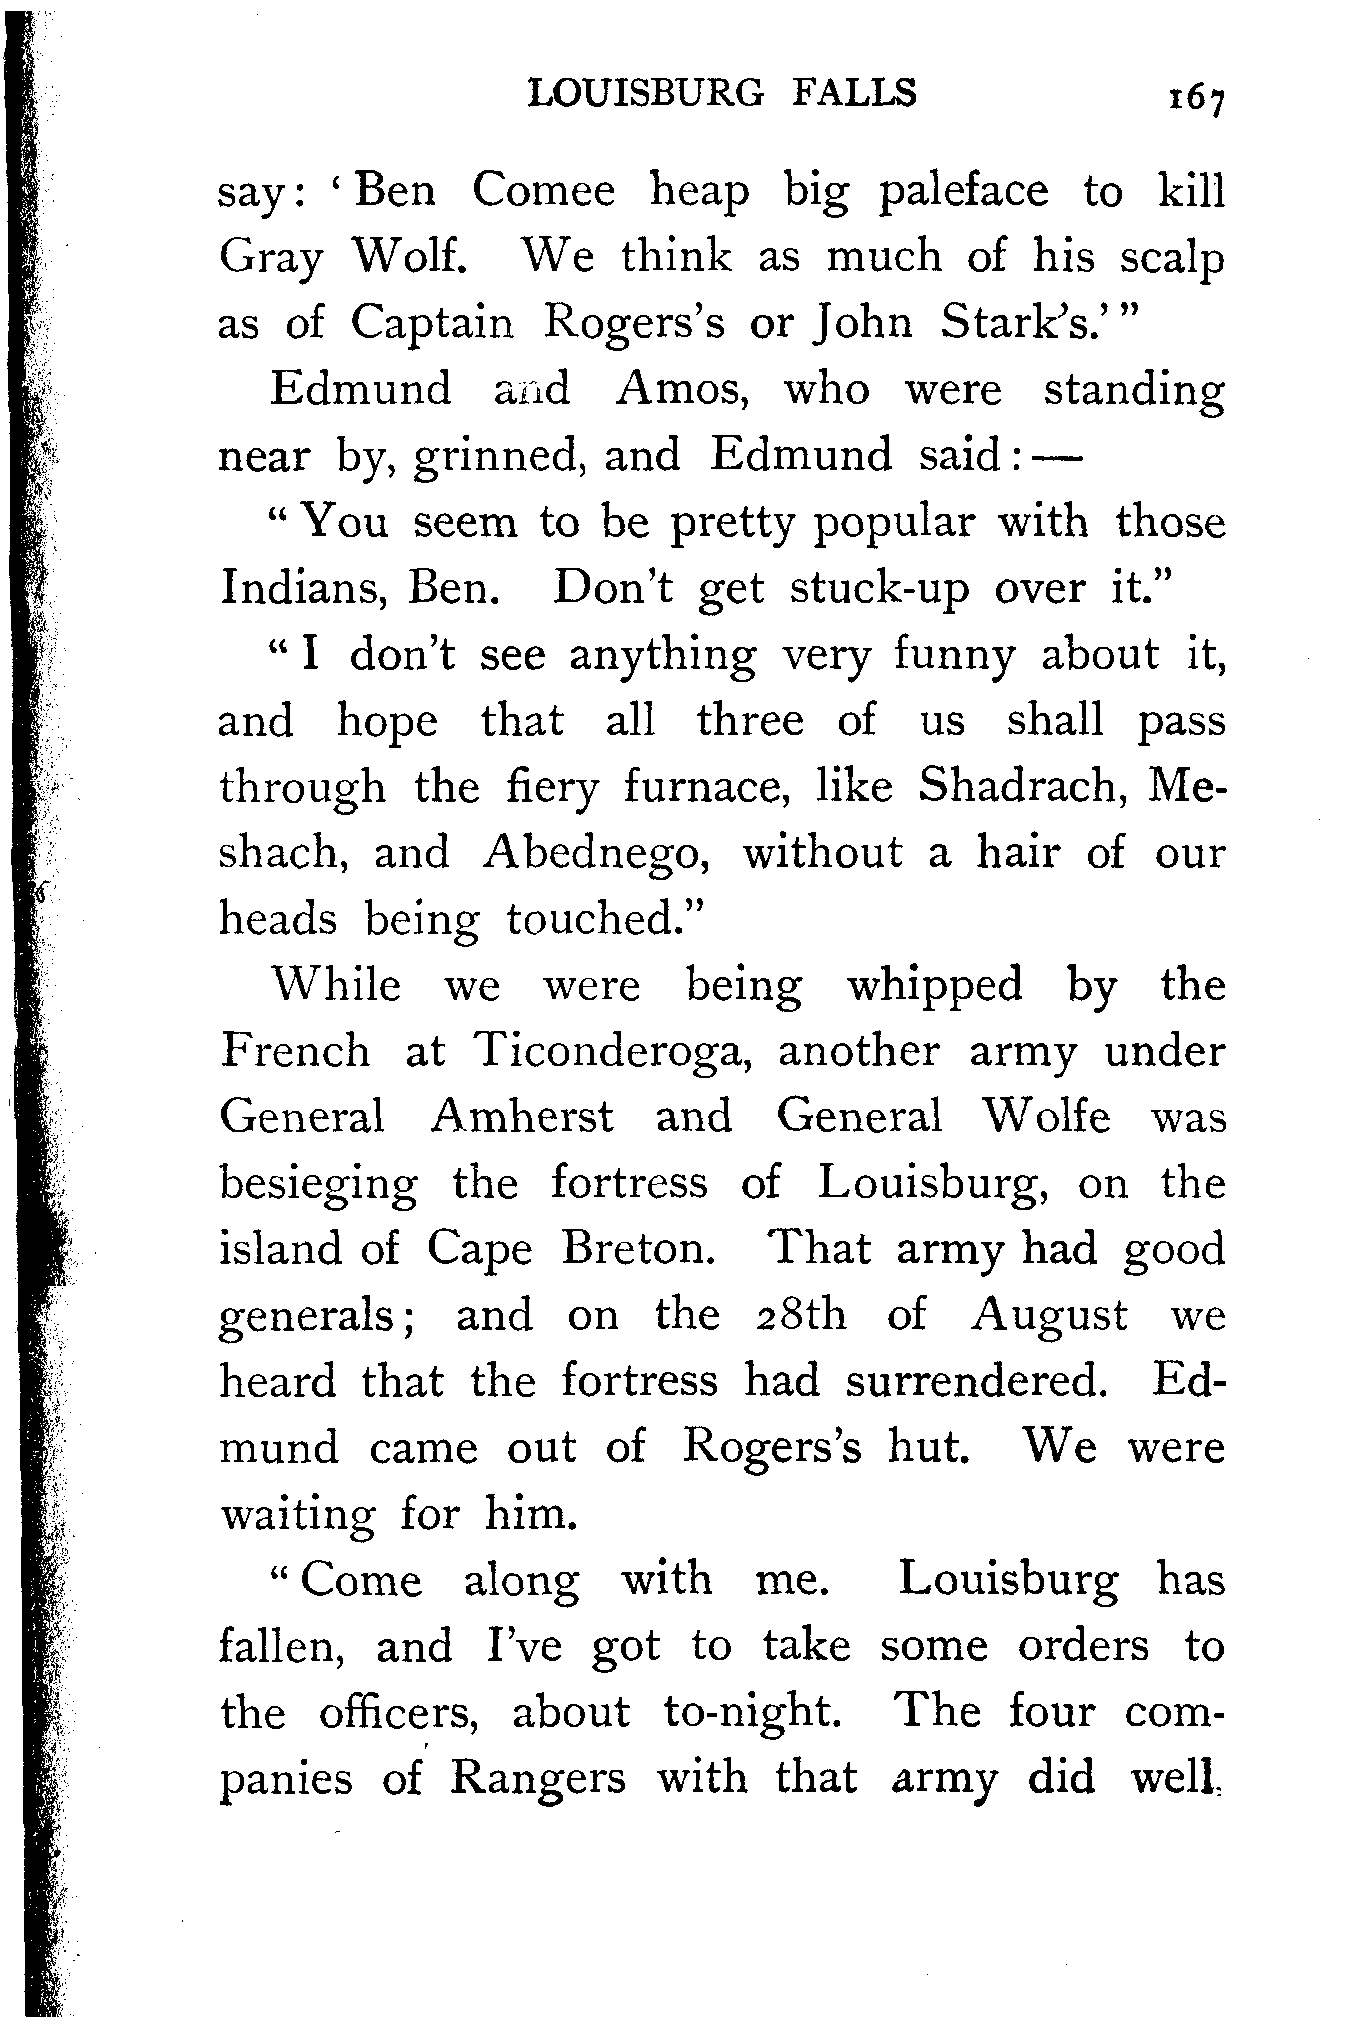 LOUISBURG FALLS 167
say: ‘Ben Comee heap big paleface to kill
Gray Wolf. We think as much of his scalp
as of Captain Rogers’s or John Stark’s.’”
Edmund and Amos, who were standing
near by, grinned, and Edmund said:—
“You seem to be pretty popular with those
Indians, Ben. Don’t get stuck-up over it.”
“I don’t see anything very funny about it,
and hope that all three of us shall pass
through the fiery furnace, like Shadrach, Me-
shach, and Abednego, without a hair of our
heads being touched.”
While we were being whipped by the
French at Ticonderoga, another army under
General Amherst and General Wolfe was
besieging the fortress of Louisburg, on the
island of Cape Breton. That army had good
generals; and on the 28th of August we
heard that the fortress had surrendered. Ed-
mund came out of Rogers’s hut. We were
waiting for him.
“Come along with me. Louisburg has
fallen, and I’ve got to take some orders to
the officers, about to-night. The four com-
panies of Rangers with that army did well,